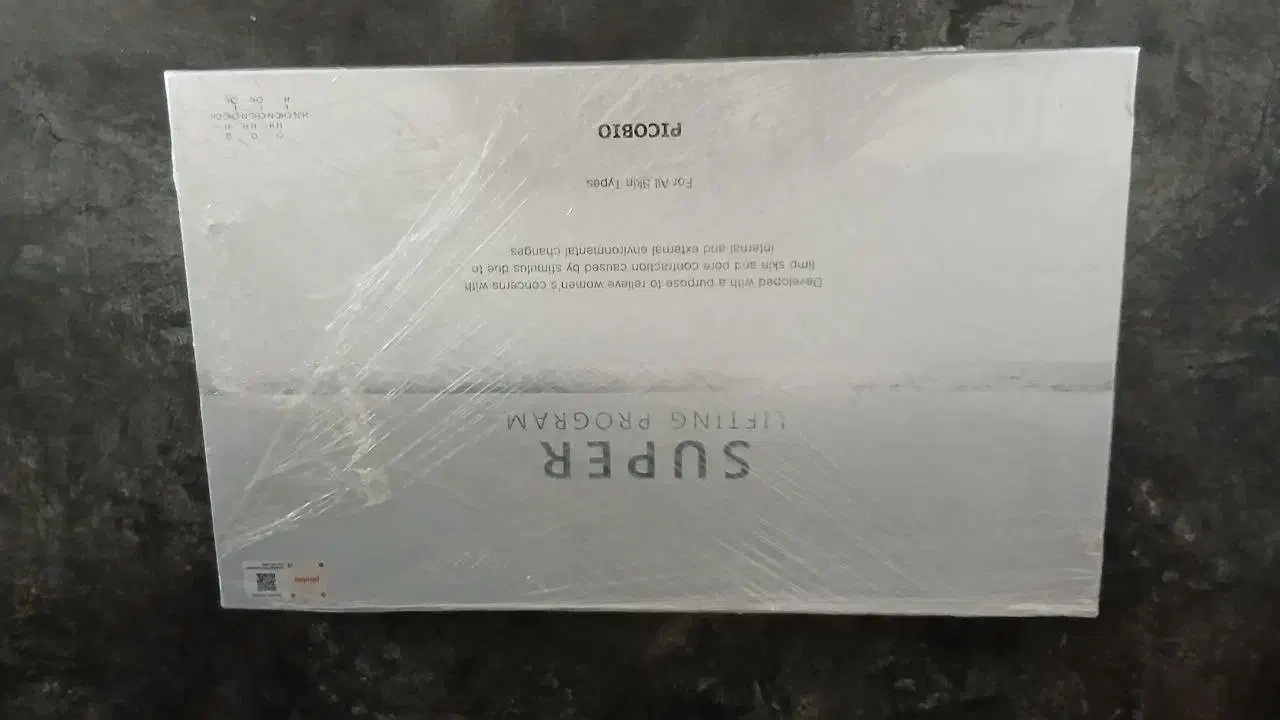 SUPER
LIFTING PROGRAM
Developed with a purpose to relieve women's concerns with
limp skin and pore contraction caused by stimulus due to
internal and external environmental changes
For All Skin Types
PICOBIO